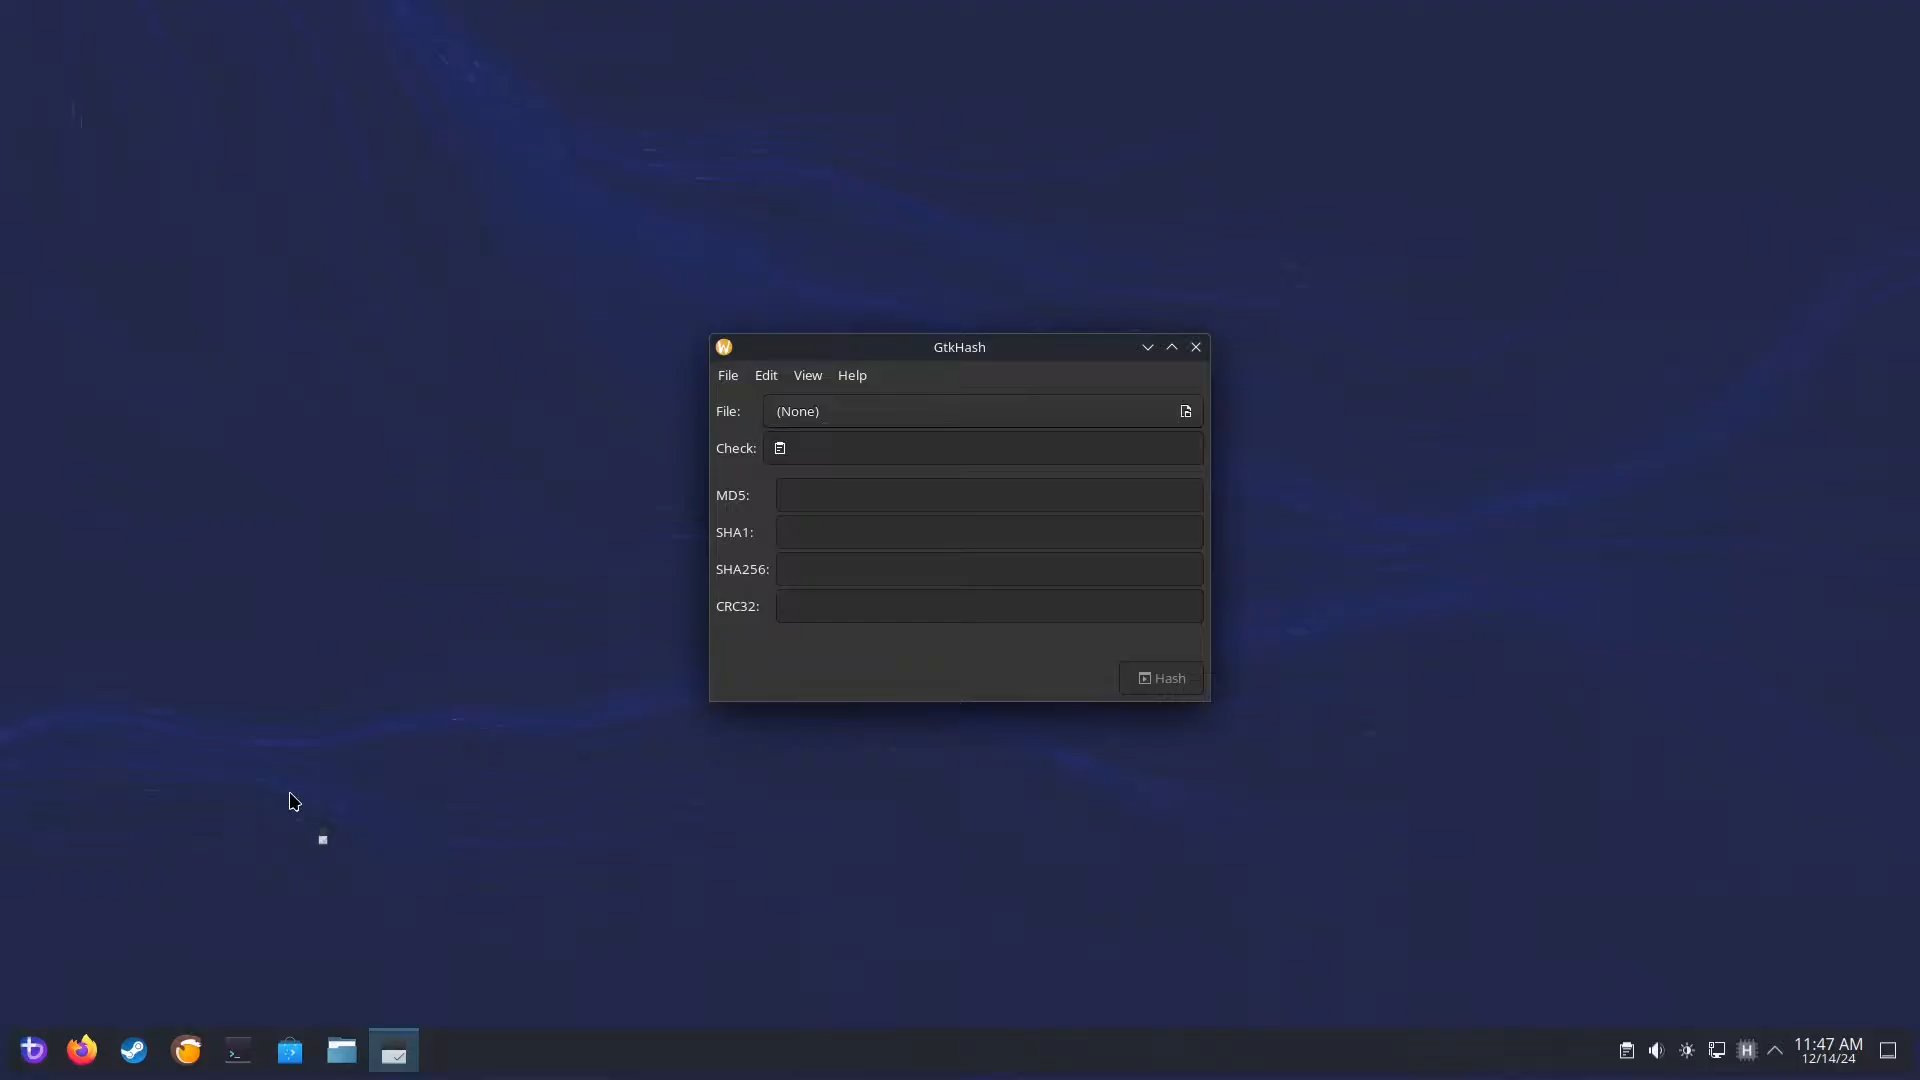 GtkHash
File Edit View Help
File: (None)
Check:
MD5:
SHA1:
SHA256:
CRC32:
Hash
11:47 AM
12/14/24